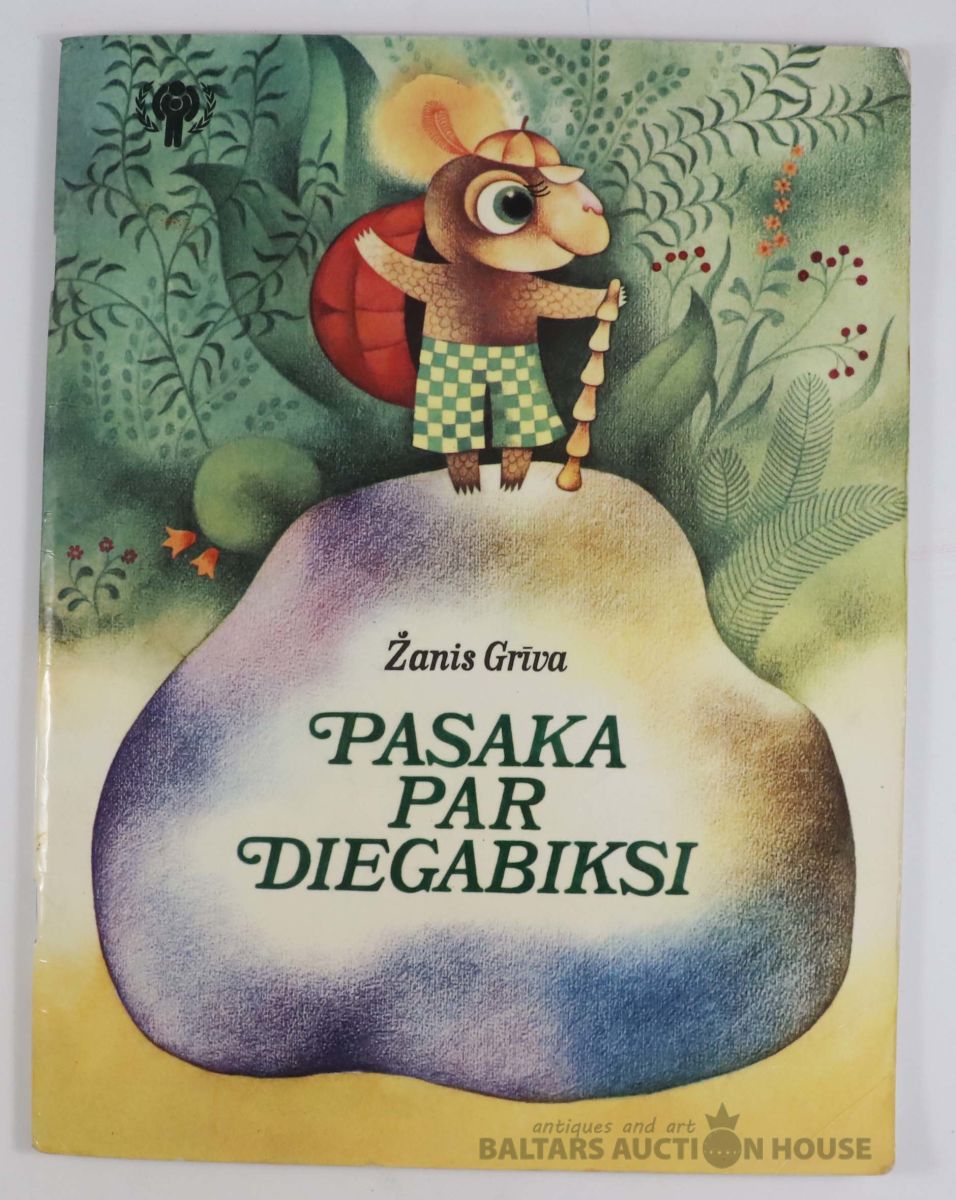 Žanis Grīva
PASAKA
PAR
DIEGABIKSI
antiques and art
BALTARS AUCTION HOUSE